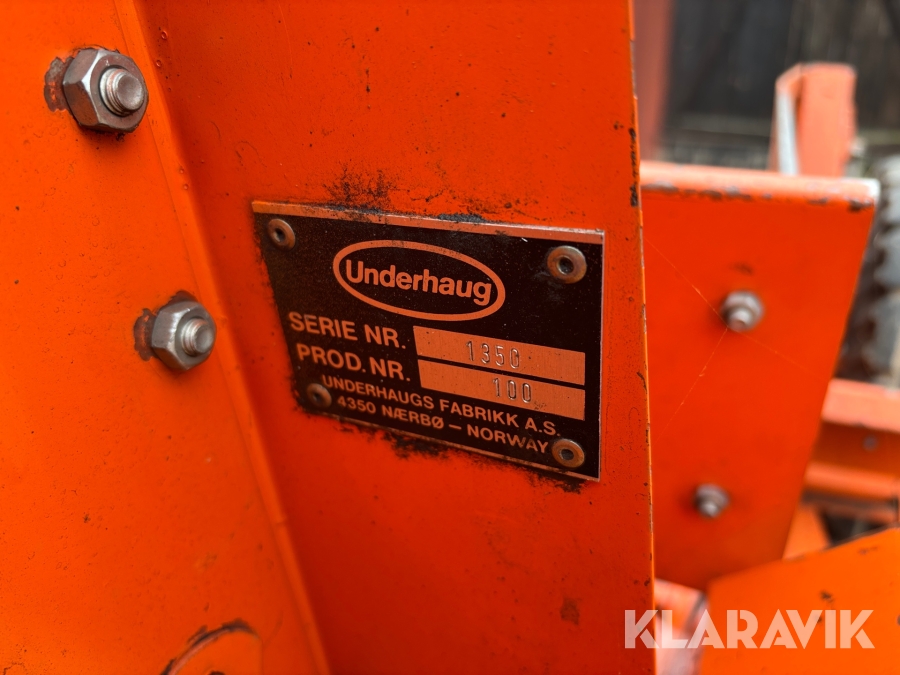 Underhaug
SERIE NR. 1350
PROD. NR. 100
UNDERHAUGS FABRIKK A.S.
4350 NÆRBØ – NORWAY
KLARAVIK